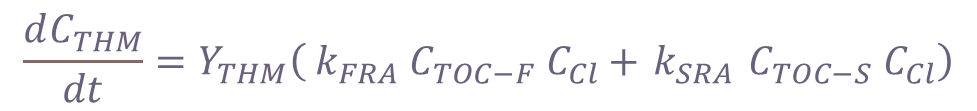 dC_THM/dt = Y_THM( k_FRA C_TOC−F C_Cl + k_SRA C_TOC−S C_Cl)